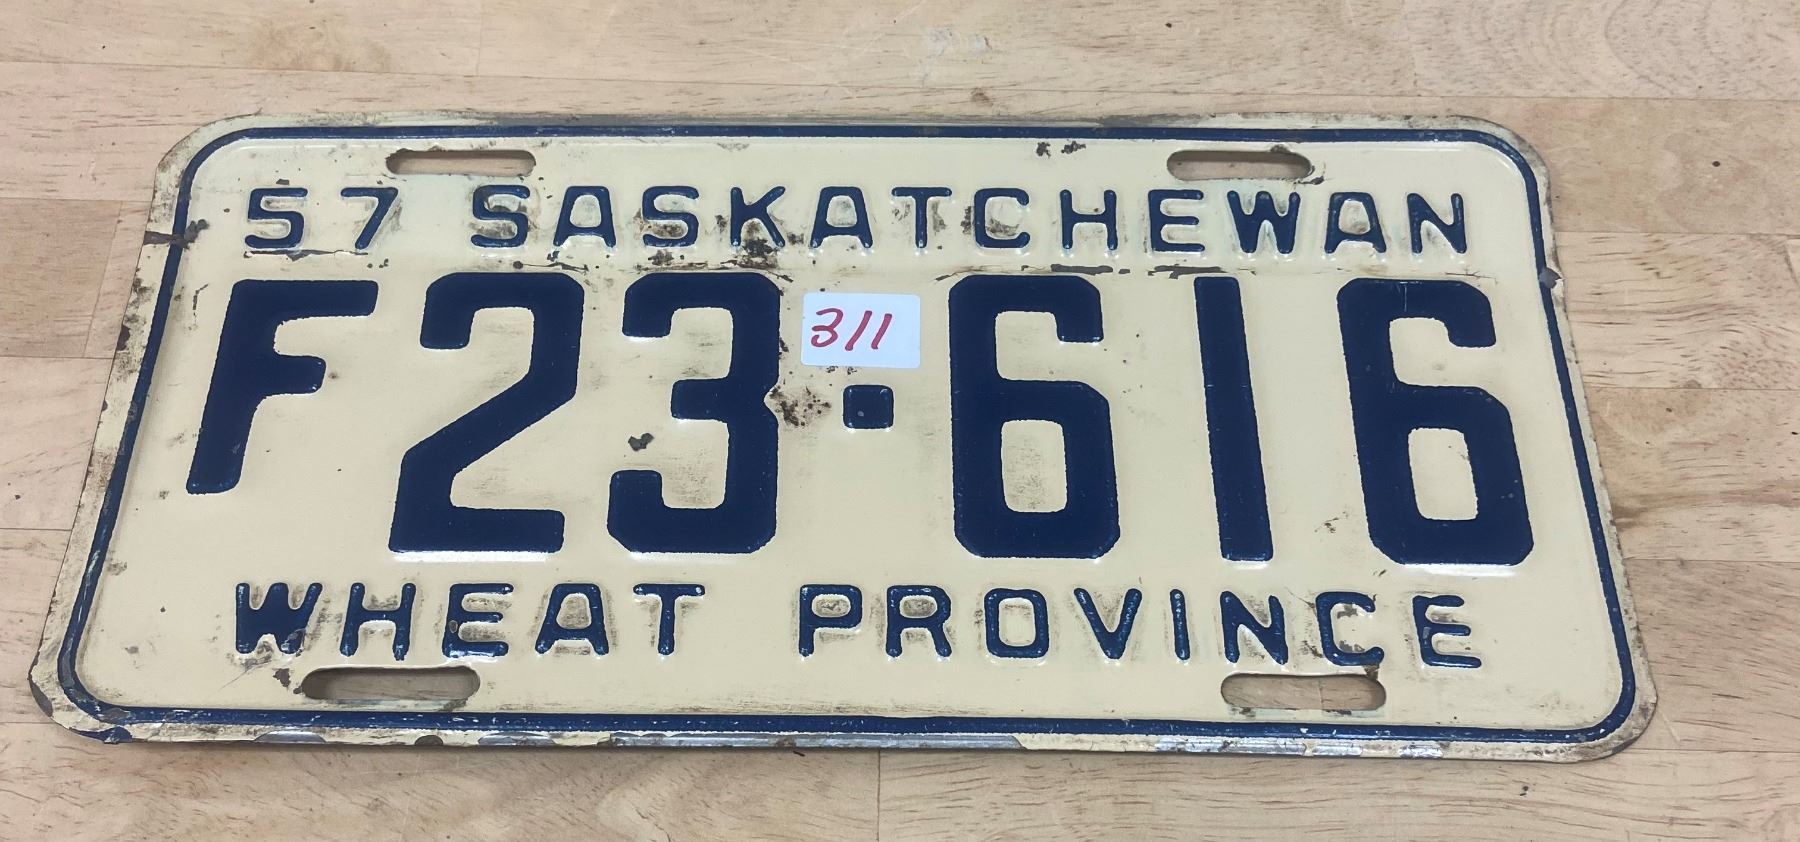 57 SASKATCHEWAN
F23·616
311
WHEAT PROVINCE